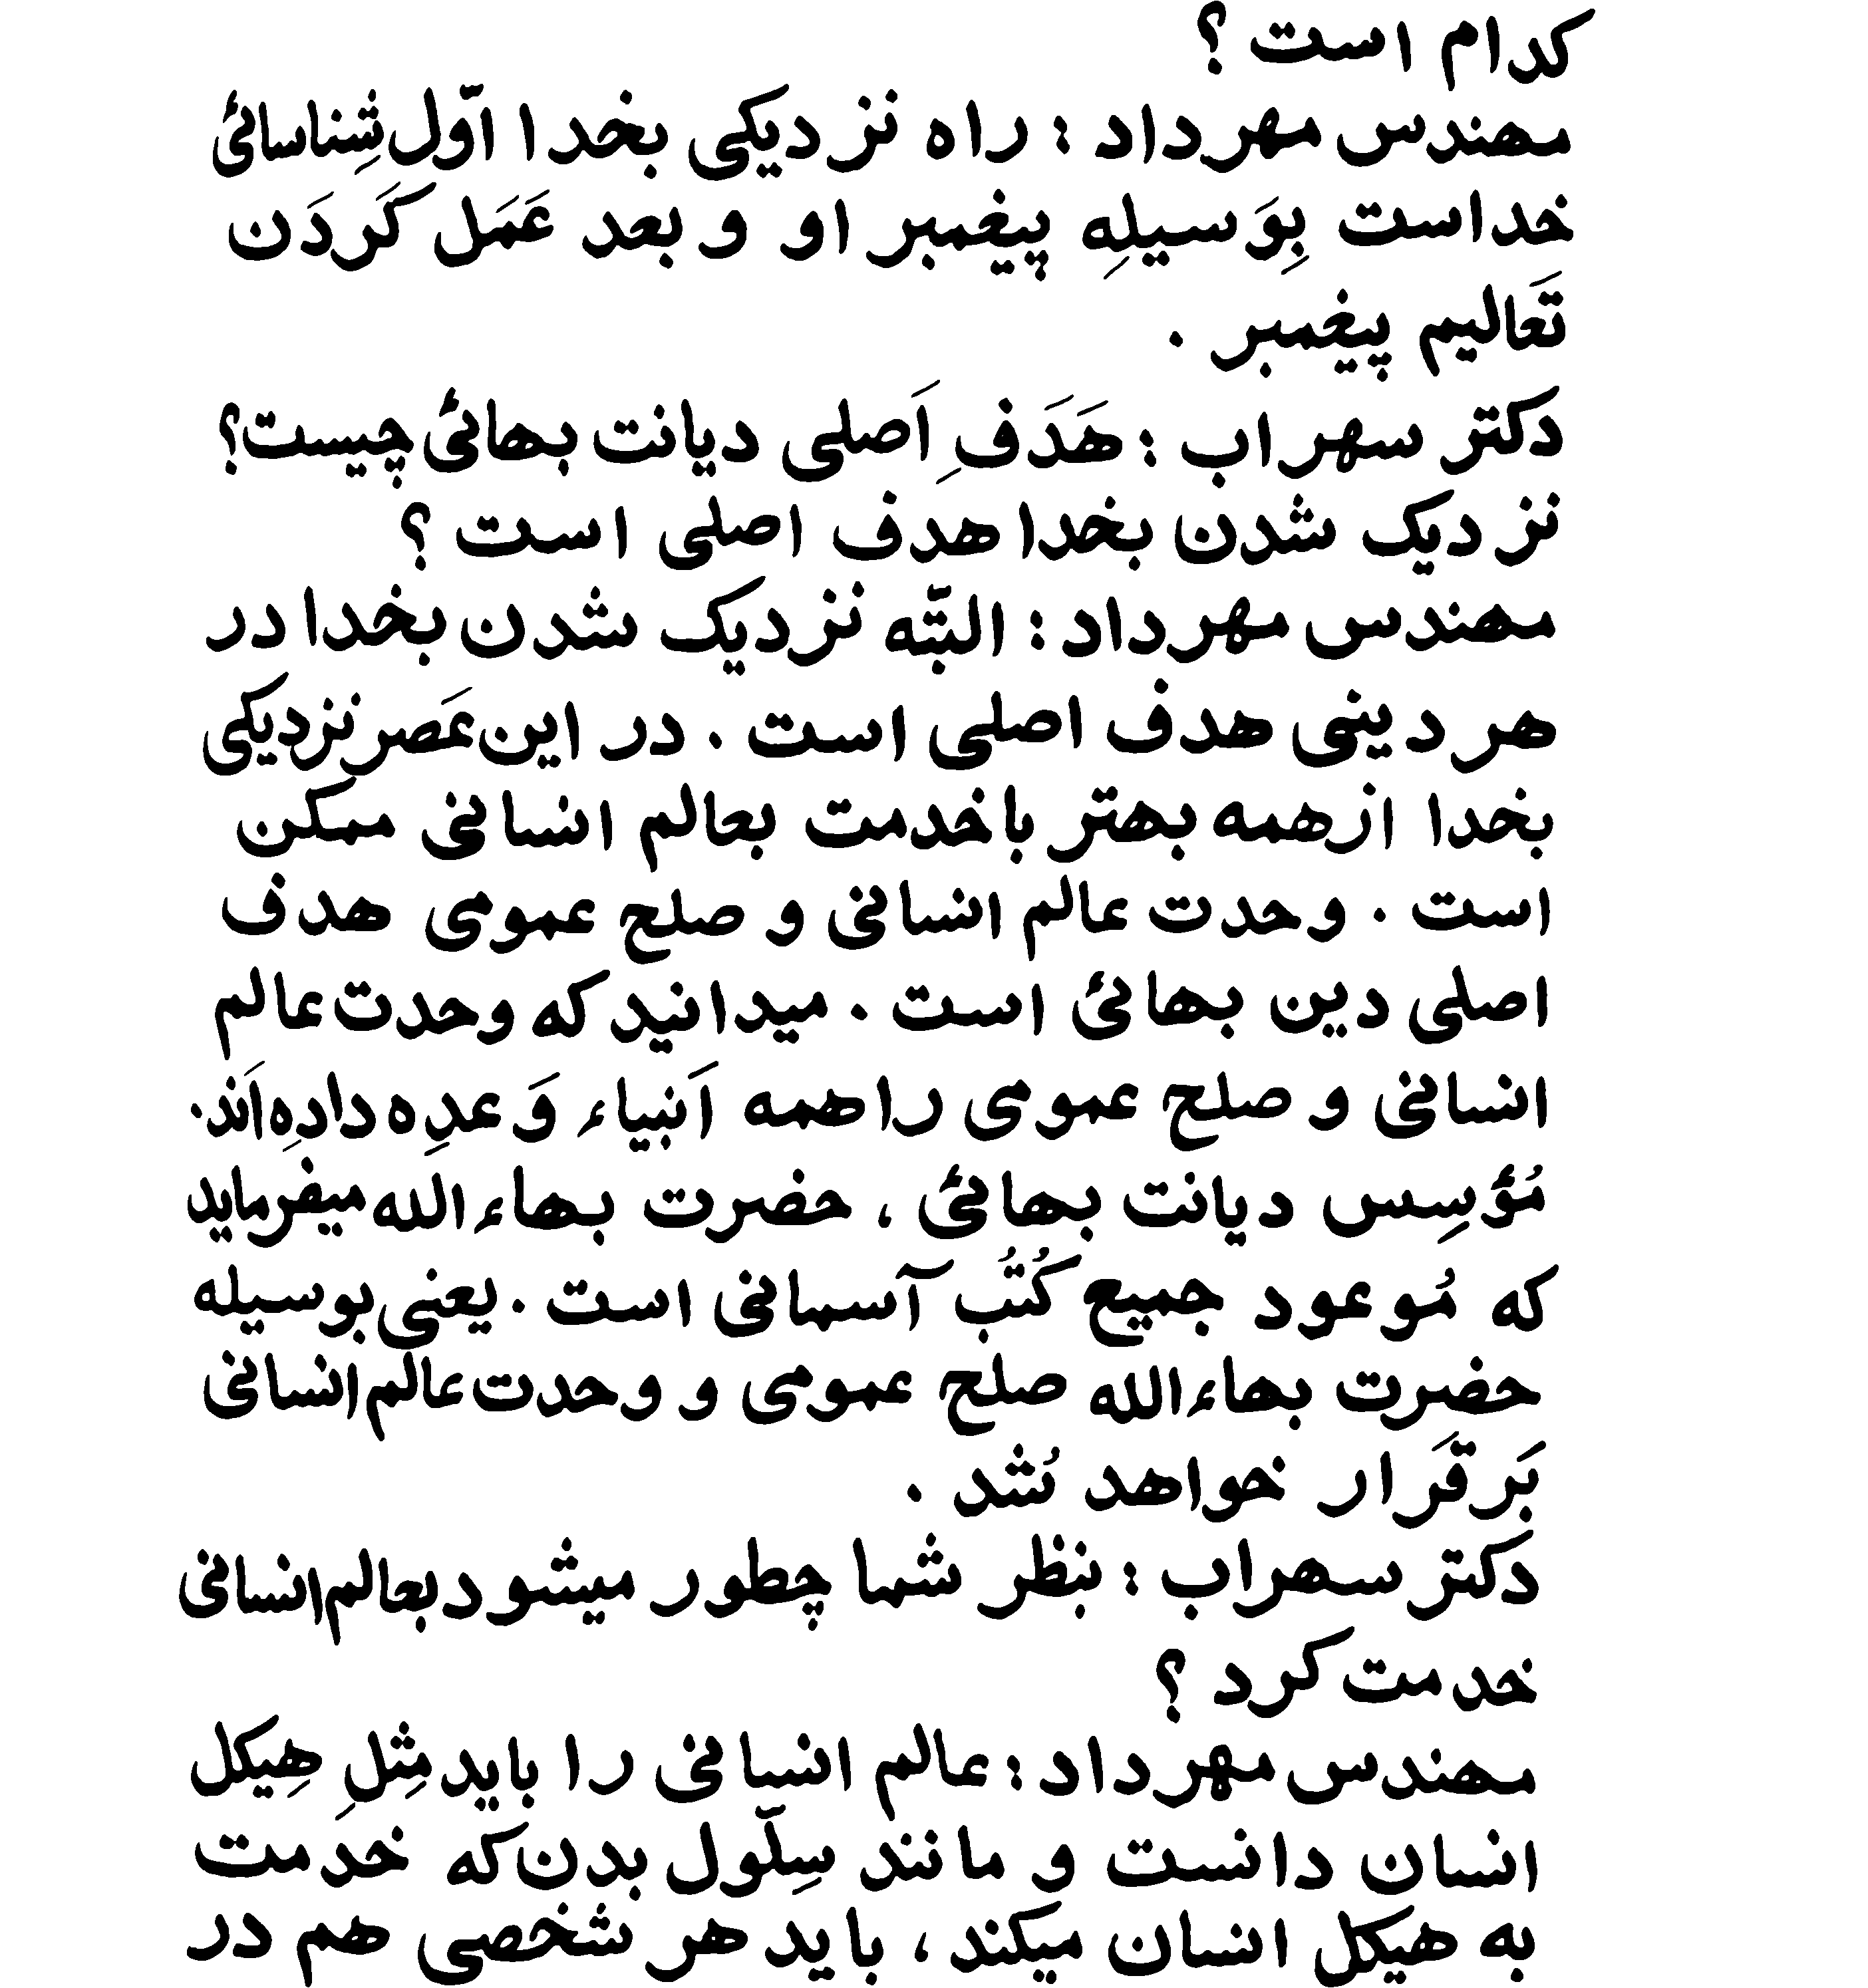 کدام است ؟
مهندس مهرداد : راه نزدیکی بخدا اوّلِ شِناسائی
خداست بِوَسیلهِ پیغمبر او و بعد عَمَل کَردَن
تَعالیم پیغمبر .
دکتر سهراب : هَدَفِ اَصلی دیانت بهائی چیست؟
نزدیک شدن بخدا هدف اصلی است ؟
مهندس مهرداد : البتّه نزدیک شدن بخدا در
هر دینی هدف اصلی است . در این عَصر نزدیکی
بخدا از همه بهتر با خدمت بعالم انسانی ممکن
است . وحدت عالم انسانی و صلح عمومی هدف
اصلی دین بهائی است . میدانید که وحدت عالم
انسانی و صلح عمومی را همه اَنبیاء وَعدِه دادِه اَند.
مُؤسِس دیانت بهائی ، حضرت بهاءالله میفرماید
که مُوعود جمیع کُتُب آسمانی است . یعنی بوسیله
حضرت بهاءالله صلح عمومی و وحدت عالم انسانی
بَرقَرار خواهد شُد .
دکتر سهراب : بنظر شما چطور میشود بعالم انسانی
خدمت کرد ؟
مهندس مهرداد : عالم انسانی را باید مِثِلِ هِیکل
انسان دانست و مانند سِلّول بدن که خدمت
به هیکل انسان میکند ، باید هر شخصی هم در